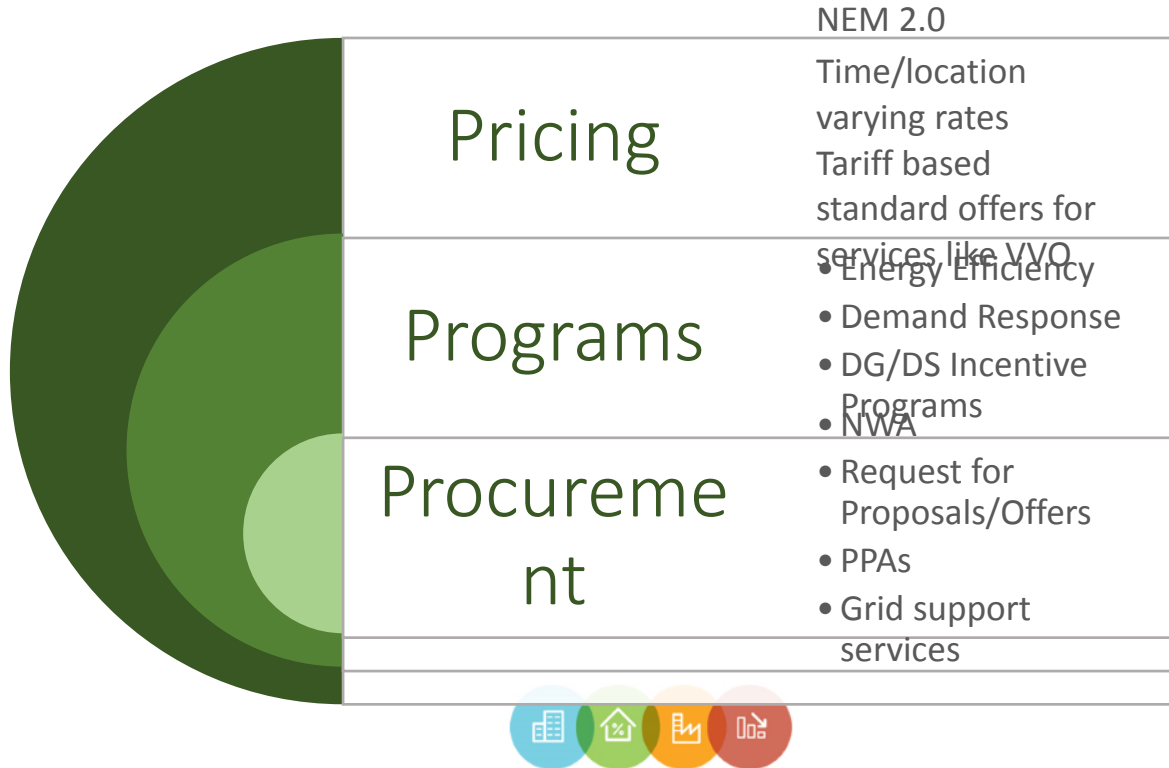 NEM 2.0
Pricing
Time/location
varying rates
Tariff based
standard offers for
services like VVO
Programs
• Energy Efficiency
• Demand Response
• DG/DS Incentive
Programs
Procureme
nt
• NWA
• Request for
Proposals/Offers
• PPAs
• Grid support
services
%